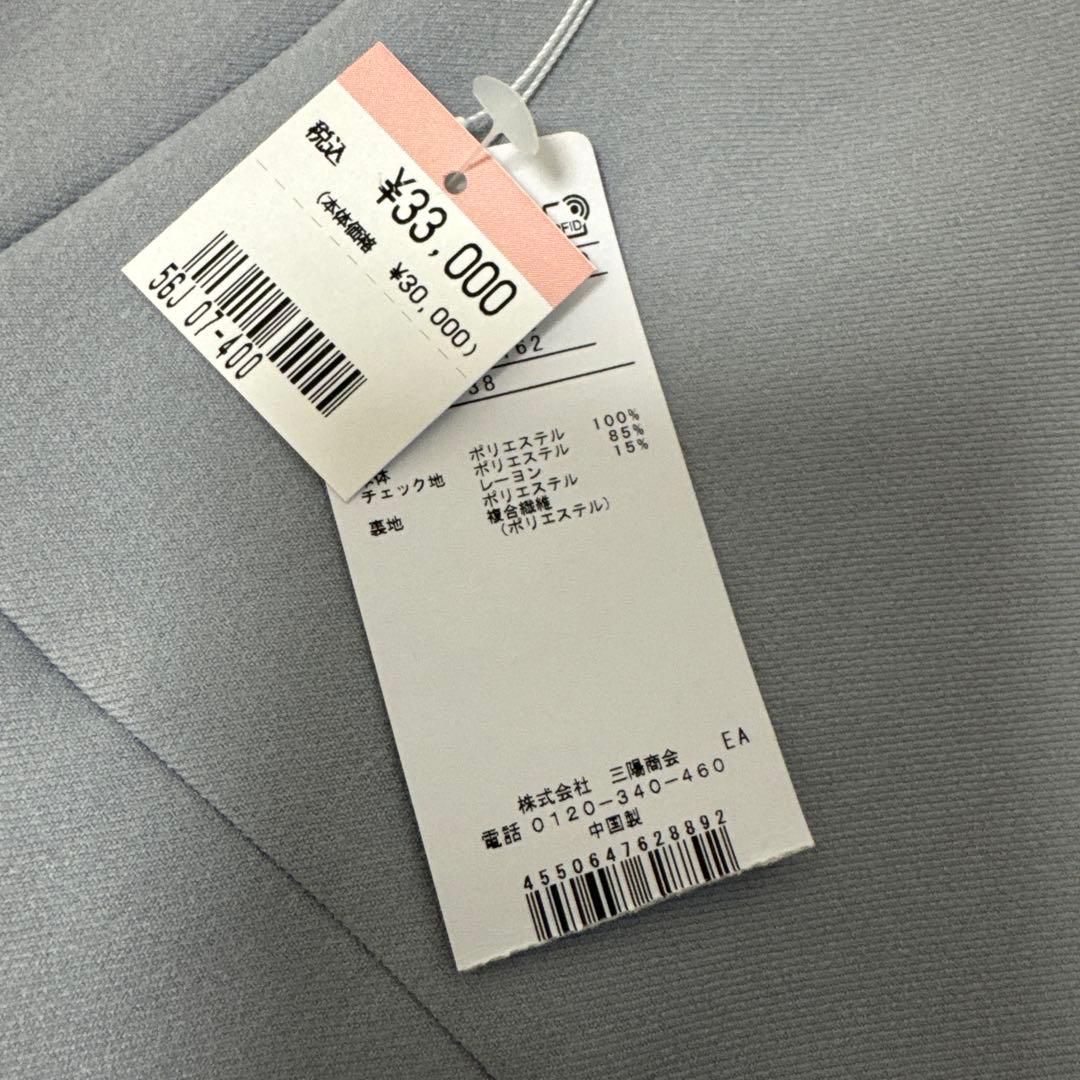 税込
¥33,000
(本体価格 ¥30,000)
56J 07-400
RFID
62
38
ポリエステル 100%
体 ポリエステル 85%
チェック地 レーヨン 15%
ポリエステル
裏地 複合繊維
(ポリエステル)
EA
株式会社 三陽商会
電話 0120-340-460
中国製
4550647628892